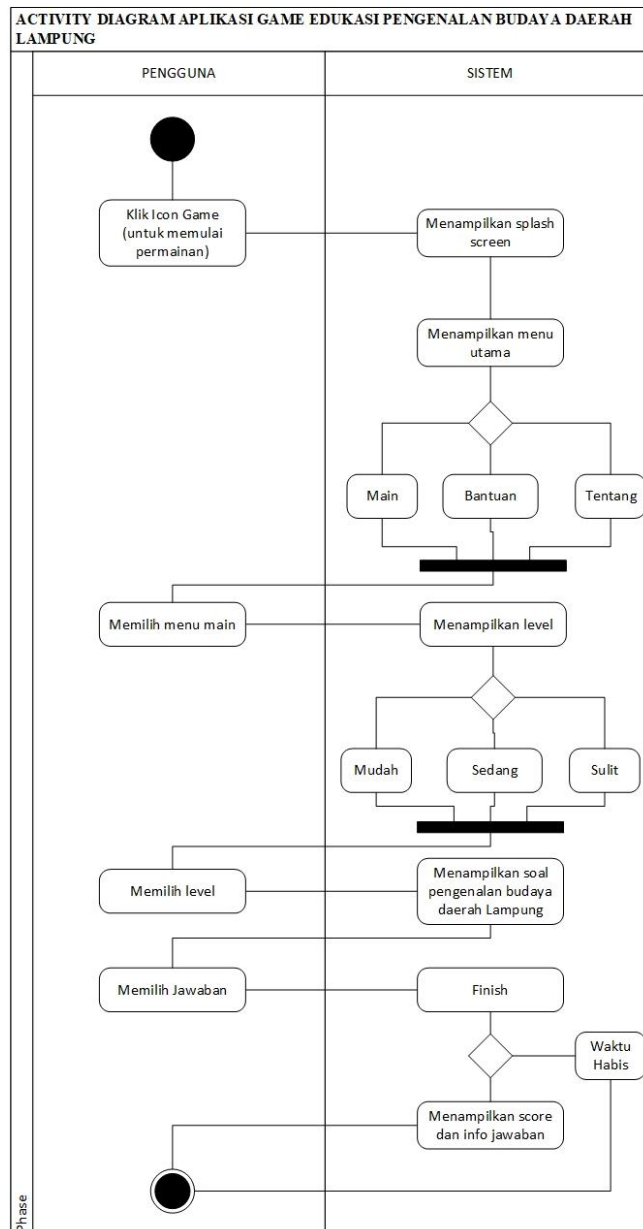 ACTIVITY DIAGRAM APLIKASI GAME EDUKASI PENGENALAN BUDAYA DAERAH
LAMPUNG
PENGGUNA
SISTEM
Klik Icon Game
(untuk memulai
permainan)
Menampilkan splash
screen
Menampilkan menu
utama
Main
Bantuan
Tentang
Memilih menu main
Menampilkan level
Mudah
Sedang
Sulit
Memilih level
Menampilkan soal
pengenalan budaya
daerah Lampung
Memilih Jawaban
Finish
Waktu
Habis
Menampilkan score
dan info jawaban
Phase